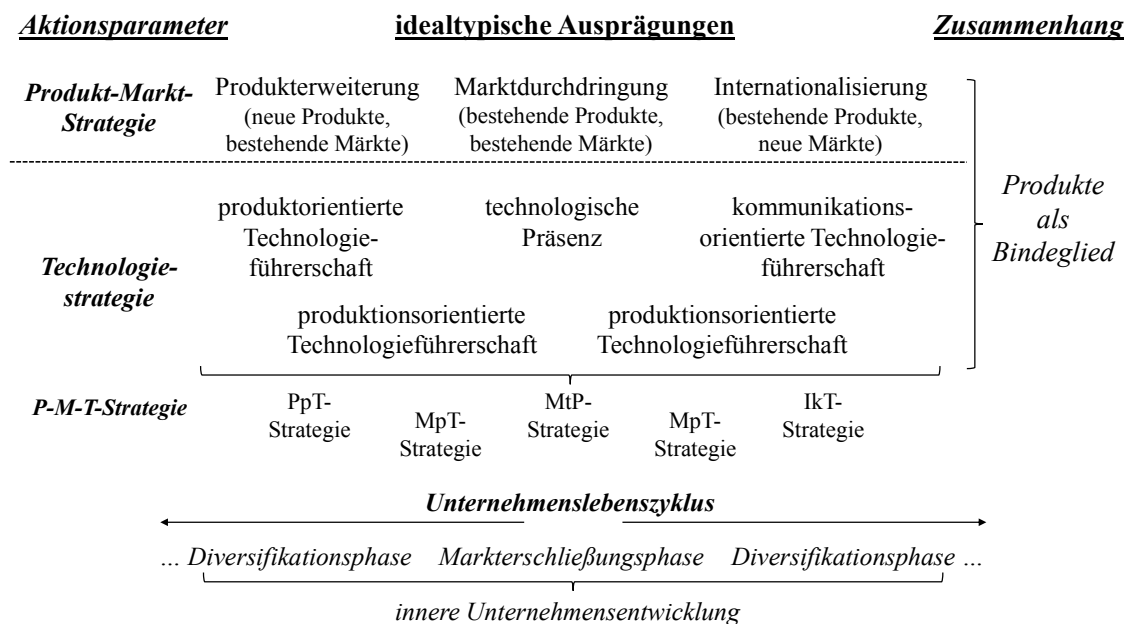 Aktionsparameter idealtypische Ausprägungen Zusammenhang
Produkt-Markt-
Strategie
Produkterweiterung
(neue Produkte,
bestehende Märkte)
Marktdurchdringung
(bestehende Produkte,
bestehende Märkte)
Internationalisierung
(bestehende Produkte,
neue Märkte)
Technologie-
strategie
produktorientierte
Technologie-
führerschaft
technologische
Präsenz
kommunikations-
orientierte Technologie-
führerschaft
produktionsorientierte
Technologieführerschaft
produktionsorientierte
Technologieführerschaft
Produkte
als
Bindeglied
P-M-T-Strategie
PpT-
Strategie
MpT-
Strategie
MtP-
Strategie
MpT-
Strategie
IkT-
Strategie
Unternehmenslebenszyklus
... Diversifikationsphase Markterschließungsphase Diversifikationsphase ...
innere Unternehmensentwicklung